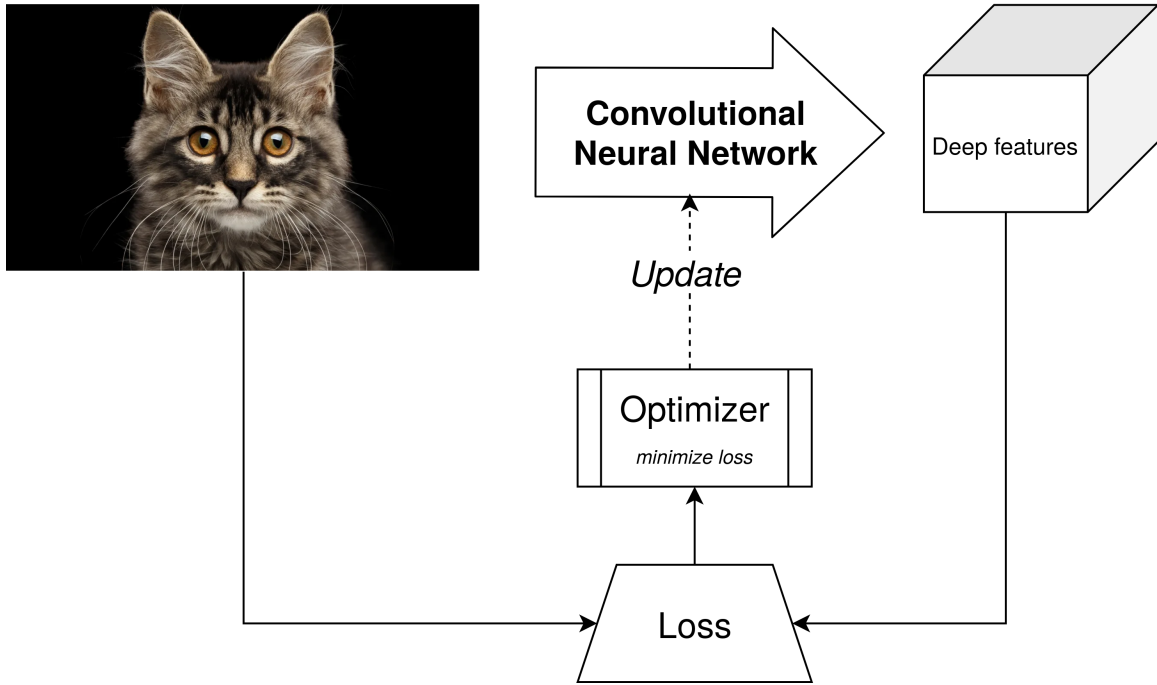 Convolutional
Neural Network
Deep features
Update
Optimizer
minimize loss
Loss